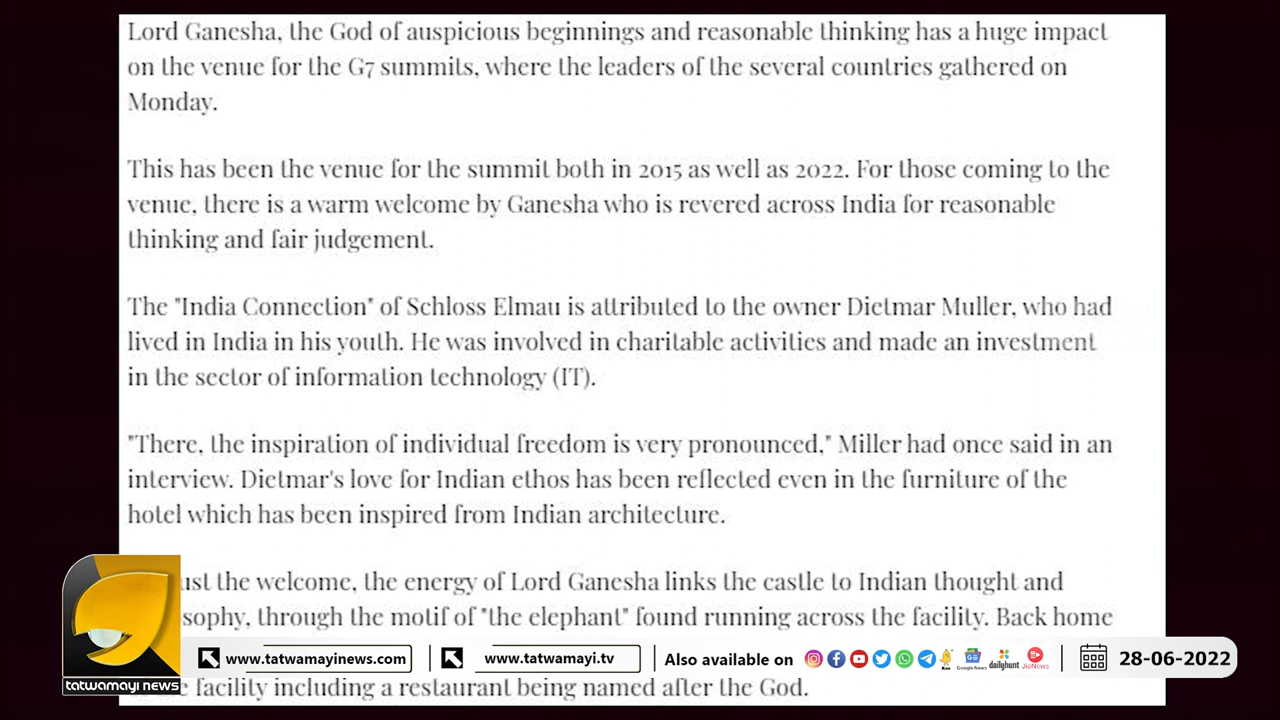 Lord Ganesha, the God of auspicious beginnings and reasonable thinking has a huge impact
on the venue for the G7 summits, where the leaders of the several countries gathered on
Monday.
This has been the venue for the summit both in 2015 as well as 2022. For those coming to the
venue, there is a warm welcome by Ganesha who is revered across India for reasonable
thinking and fair judgement.
The "India Connection" of Schloss Elmau is attributed to the owner Dietmar Muller, who had
lived in India in his youth. He was involved in charitable activities and made an investment
in the sector of information technology (IT).
"There, the inspiration of individual freedom is very pronounced," Miller had once said in an
interview. Dietmar's love for Indian ethos has been reflected even in the furniture of the
hotel which has been inspired from Indian architecture.
ust the welcome, the energy of Lord Ganesha links the castle to Indian thought and
sophy, through the motif of "the elephant" found running across the facility. Back home
www.tatwamayinews.com www.tatwamayi.tv Also available on Koo Google News dailyhunt JioNews 28-06-2022
tatwamayi news
facility including a restaurant being named after the God.